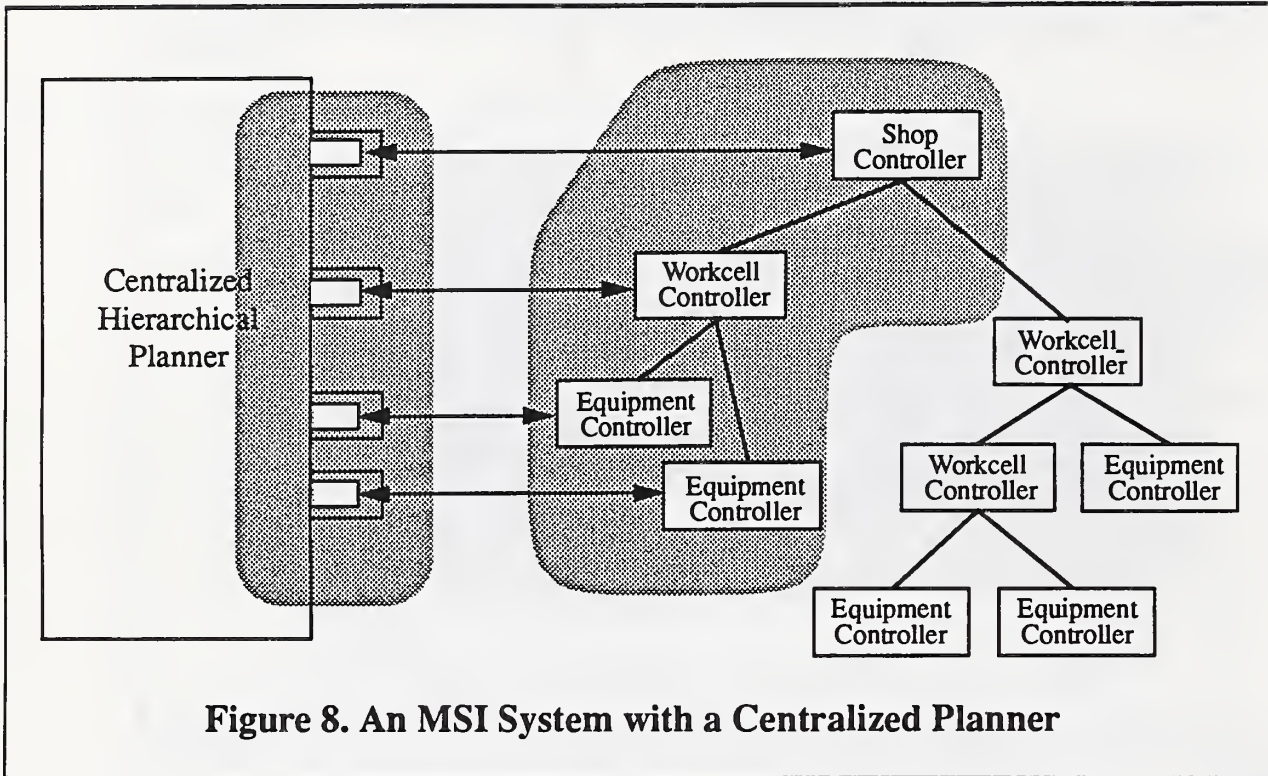 Shop
Controller
Workcell
Controller
Centralized
Hierarchical
Planner
Workcell
Controller
Equipment
Controller
Workcell
Controller
Equipment
Controller
Equipment
Controller
Equipment
Controller
Equipment
Controller
Figure 8. An MSI System with a Centralized Planner